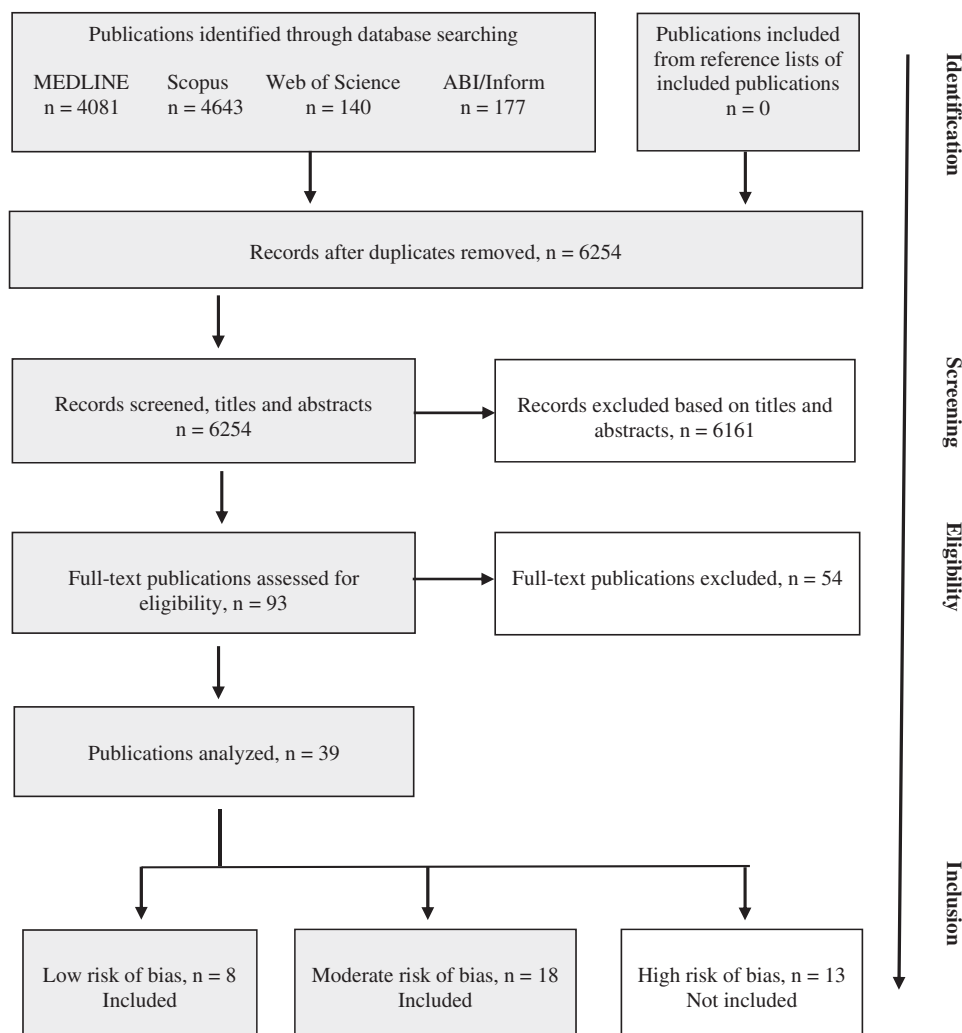 Publications identified through database searching
MEDLINE Scopus Web of Science ABI/Inform
n = 4081 n = 4643 n = 140 n = 177
Publications included
from reference lists of
included publications
n = 0
Identification
Records after duplicates removed, n = 6254
Records screened, titles and abstracts
n = 6254
Records excluded based on titles and
abstracts, n = 6161
Screening
Full-text publications assessed for
eligibility, n = 93
Full-text publications excluded, n = 54
Eligibility
Publications analyzed, n = 39
Low risk of bias, n = 8
Included
Moderate risk of bias, n = 18
Included
High risk of bias, n = 13
Not included
Inclusion